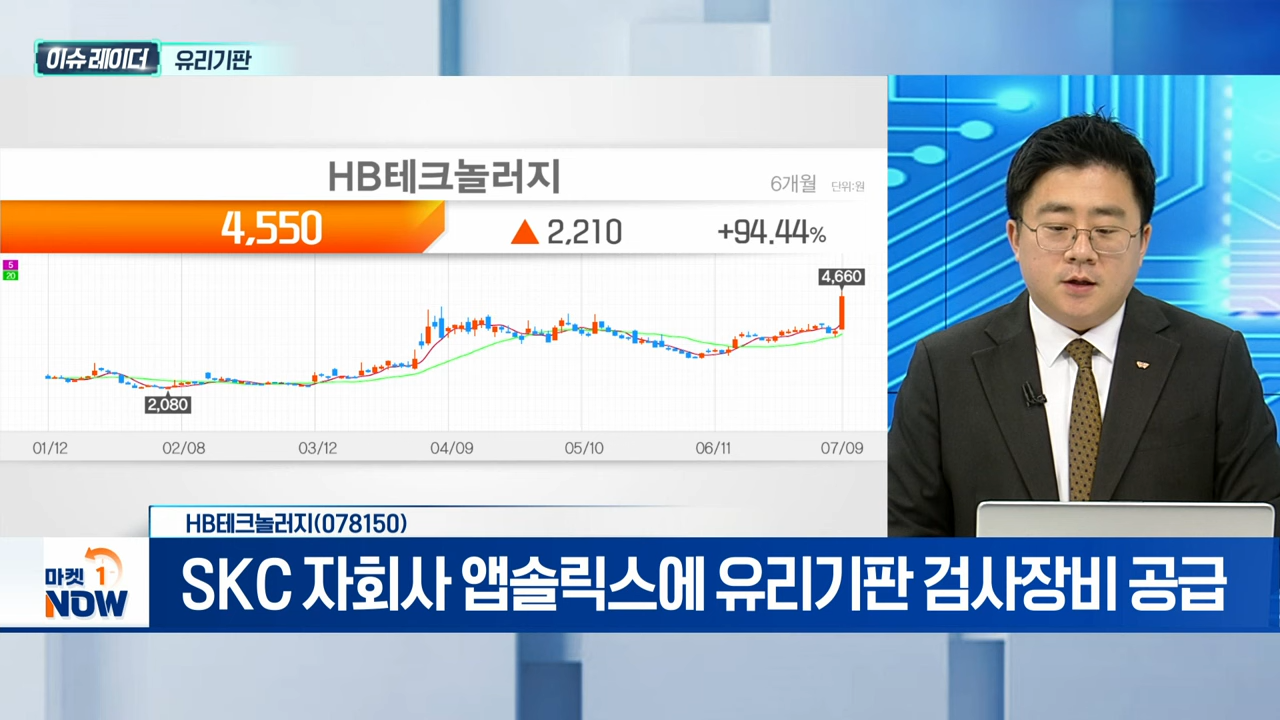 이슈 레이더 유리기판
HB테크놀러지
6개월 단위:원
4,550 ▲ 2,210 +94.44%
5
20
4,660
2,080
01/12 02/08 03/12 04/09 05/10 06/11 07/09
HB테크놀러지(078150)
마켓 1
NOW
SKC 자회사 앱솔릭스에 유리기판 검사장비 공급